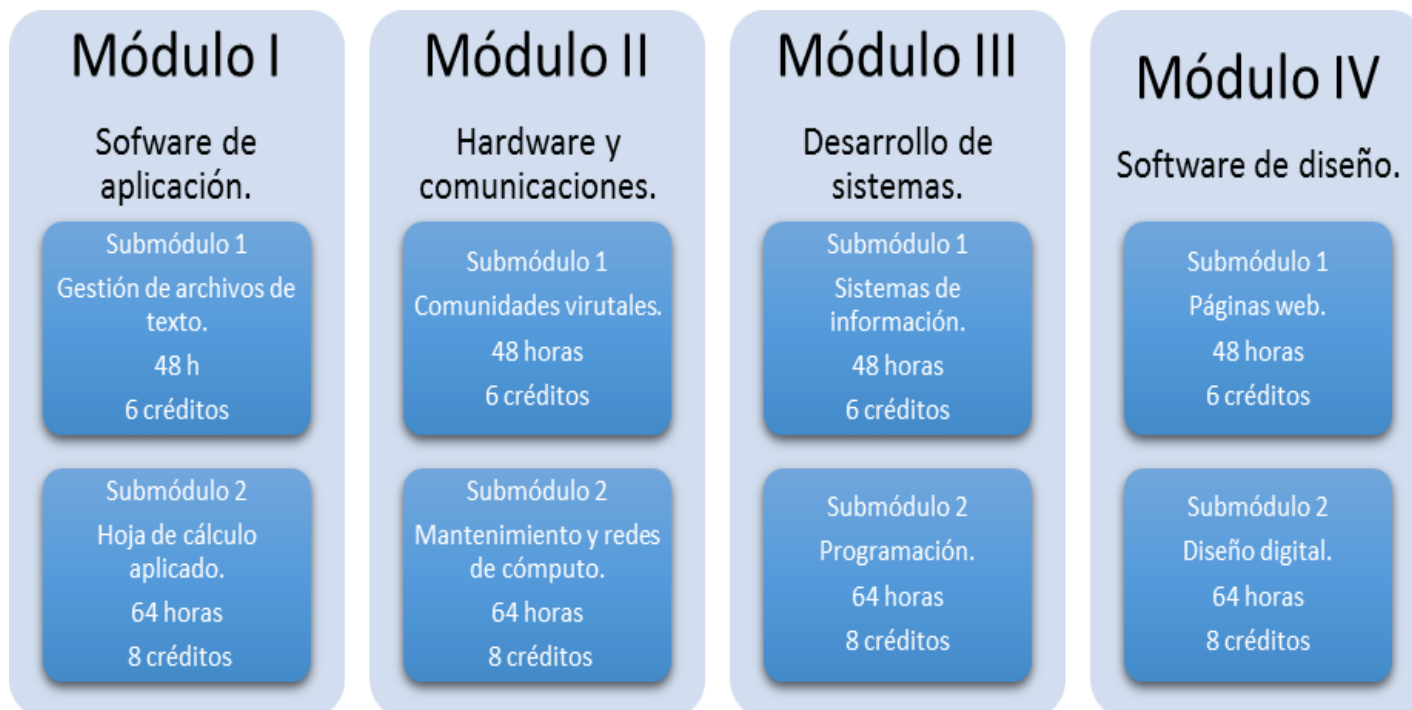 Módulo I
Sofware de
aplicación.
Submódulo 1
Gestión de archivos de
texto.
48 h
6 créditos
Submódulo 2
Hoja de cálculo
aplicado.
64 horas
8 créditos
Módulo II
Hardware y
comunicaciones.
Submódulo 1
Comunidades virutales.
48 horas
6 créditos
Submódulo 2
Mantenimiento y redes
de cómputo.
64 horas
8 créditos
Módulo III
Desarrollo de
sistemas.
Submódulo 1
Sistemas de
información.
48 horas
6 créditos
Submódulo 2
Programación.
64 horas
8 créditos
Módulo IV
Software de diseño.
Submódulo 1
Páginas web.
48 horas
6 créditos
Submódulo 2
Diseño digital.
64 horas
8 créditos